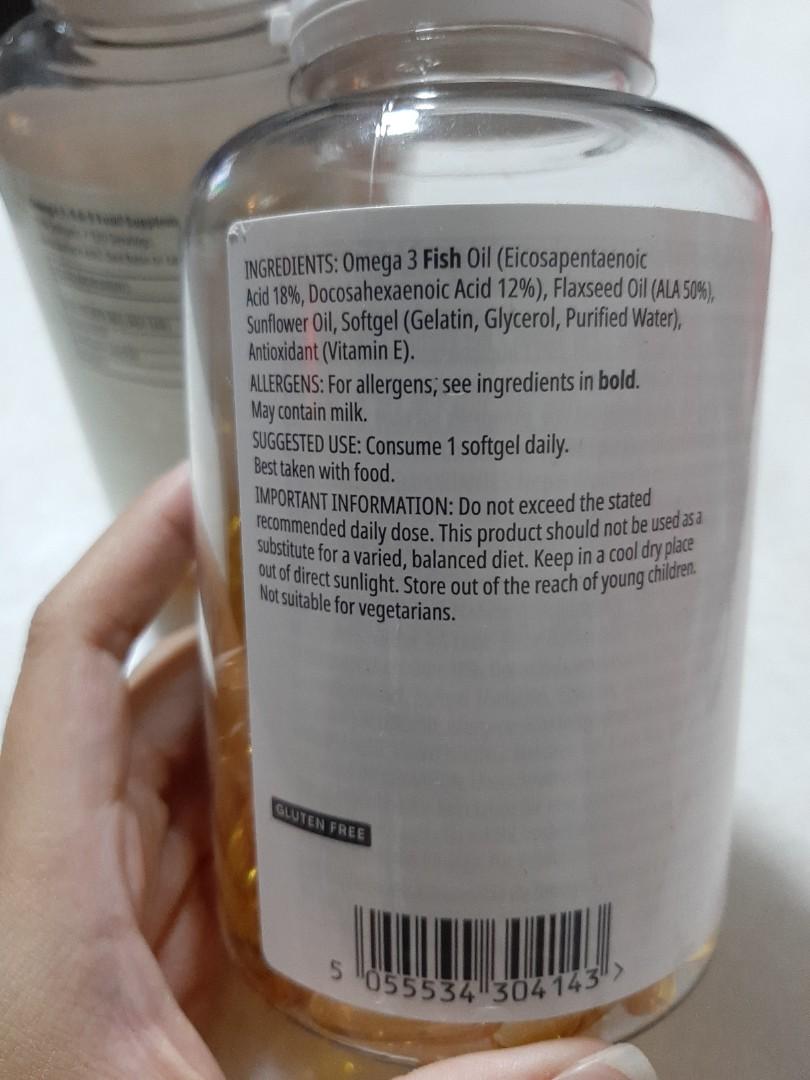 INGREDIENTS: Omega 3 Fish Oil (Eicosapentaenoic
Acid 18%, Docosahexaenoic Acid 12%), Flaxseed Oil (ALA 50%),
Sunflower Oil, Softgel (Gelatin, Glycerol, Purified Water),
Antioxidant (Vitamin E).
ALLERGENS: For allergens, see ingredients in bold.
May contain milk.
SUGGESTED USE: Consume 1 softgel daily.
Best taken with food.
IMPORTANT INFORMATION: Do not exceed the stated
recommended daily dose. This product should not be used as a
substitute for a varied, balanced diet. Keep in a cool dry place
out of direct sunlight. Store out of the reach of young children.
Not suitable for vegetarians.
GLUTEN FREE
5 055534 304143 >